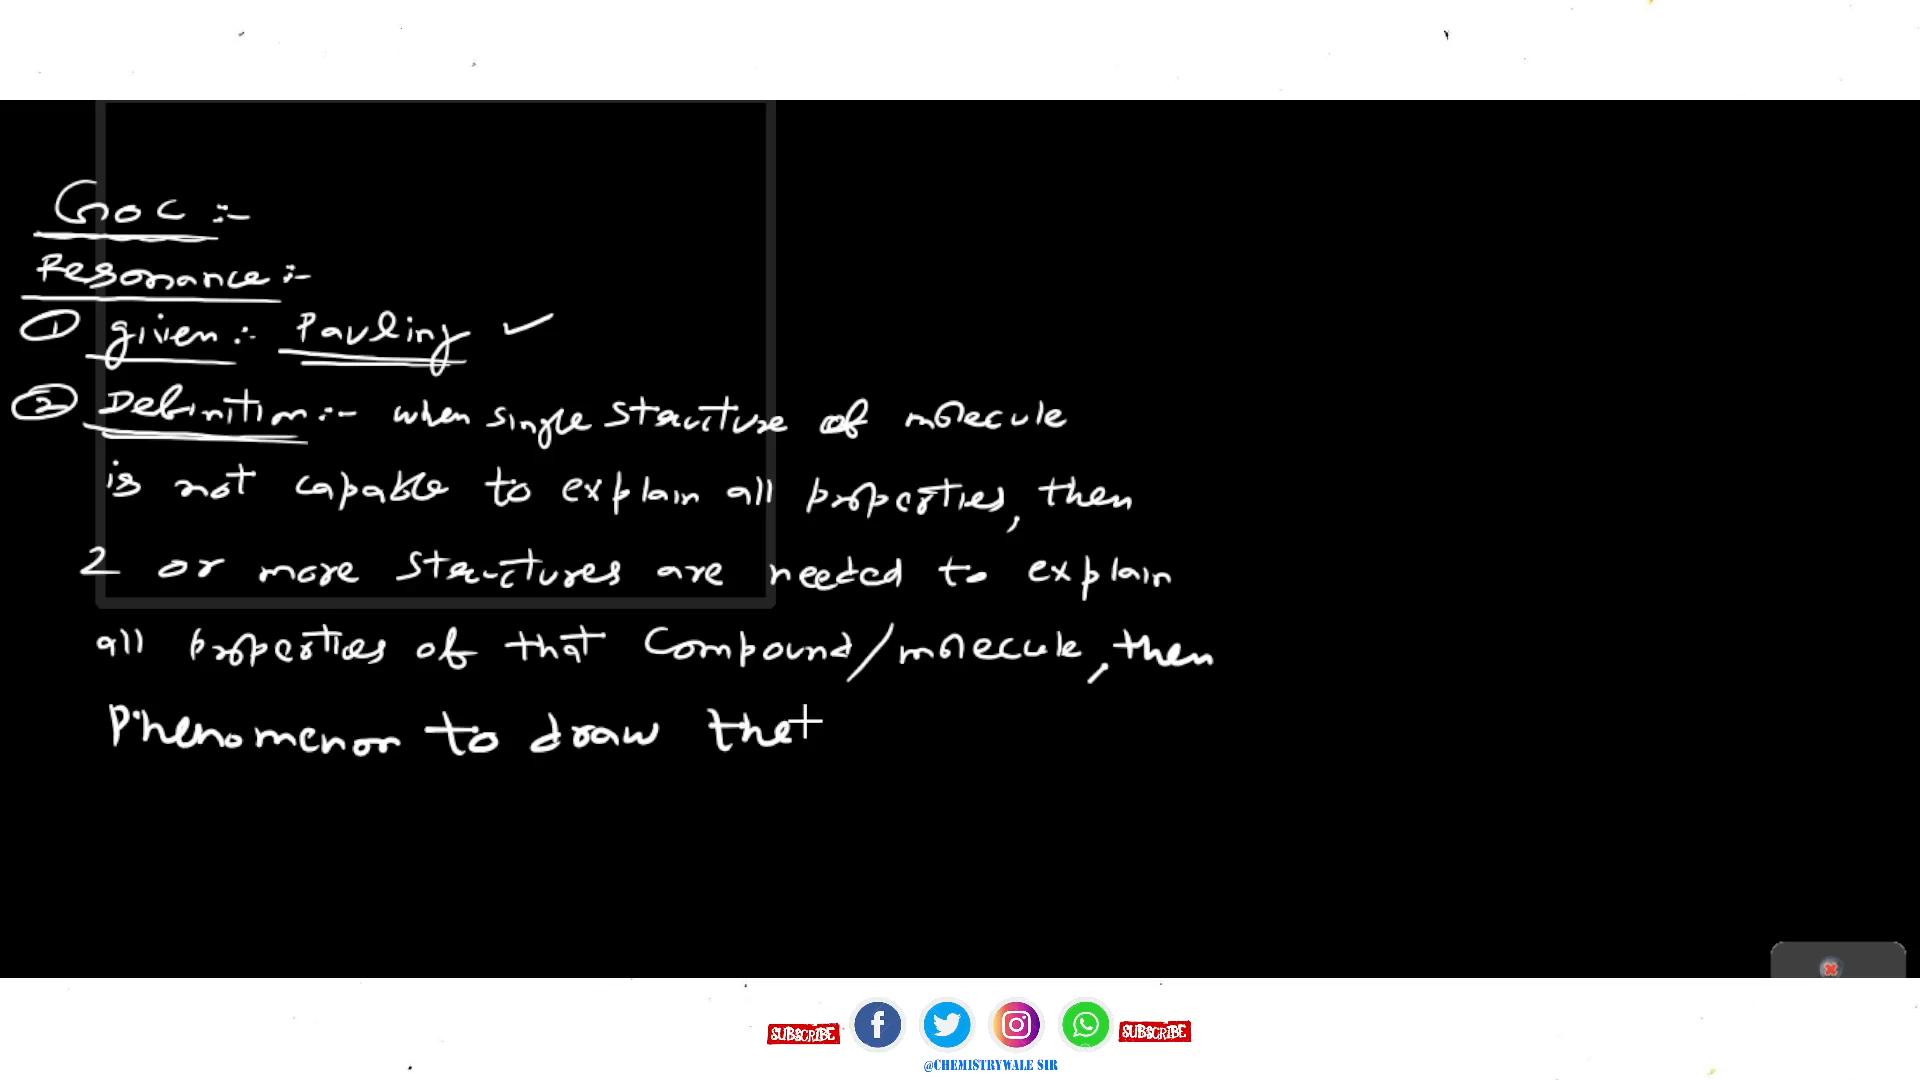 GOC :-
Resonance :-
① given :- Pauling ✓
② Definition :- when single structure of molecule
is not capable to explain all properties, then
2 or more structures are needed to explain
all properties of that Compound/molecule, then
Phenomenon to draw that
SUBSCRIBE
SUBSCRIBE
@CHEMISTRYWALE SIR